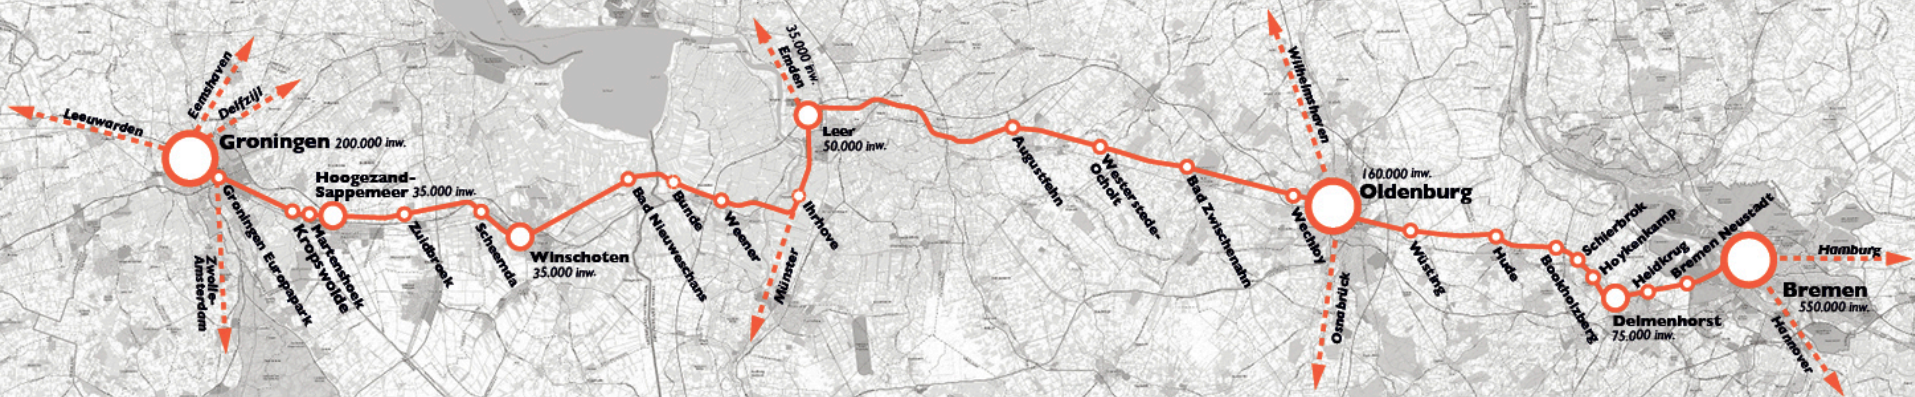 Leeuwarden
Eemshaven
Delfzijl
Groningen 200.000 inw.
Zwolle-
Amsterdam
Groningen Europapark
Kropswolde
Martenshoek
Hoogezand-
Sappemeer 35.000 inw.
Zuidbroek
Scheemda
Winschoten
35.000 inw.
Bad Nieuweschans
Bunde
Weener
Ihrhove
Münster
Emden
35.000 inw.
Leer
50.000 inw.
Augustfehn
Westerstede-
Ocholt
Bad Zwischenahn
Wechloy
Wilhelmshaven
160.000 inw.
Oldenburg
Osnabrück
Wüsting
Hude
Bookholzberg
Schierbrok
Hoykenkamp
Delmenhorst
75.000 inw.
Heidkrug
Bremen Neustadt
Bremen
550.000 inw.
Hamburg
Hannover